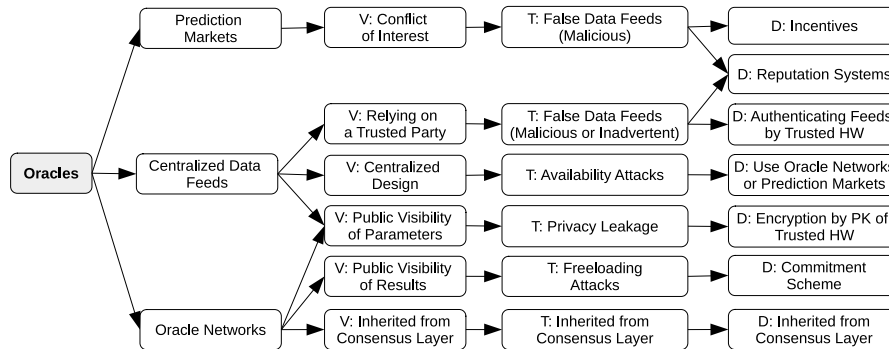 Prediction
Markets
V: Conflict
of Interest
T: False Data Feeds
(Malicious)
D: Incentives
D: Reputation Systems
V: Relying on
a Trusted Party
T: False Data Feeds
(Malicious or Inadvertent)
D: Authenticating Feeds
by Trusted HW
Oracles
Centralized Data
Feeds
V: Centralized
Design
T: Availability Attacks
D: Use Oracle Networks
or Prediction Markets
V: Public Visibility
of Parameters
T: Privacy Leakage
D: Encryption by PK of
Trusted HW
V: Public Visibility
of Results
T: Freeloading
Attacks
D: Commitment
Scheme
Oracle Networks
V: Inherited from
Consensus Layer
T: Inherited from
Consensus Layer
D: Inherited from
Consensus Layer